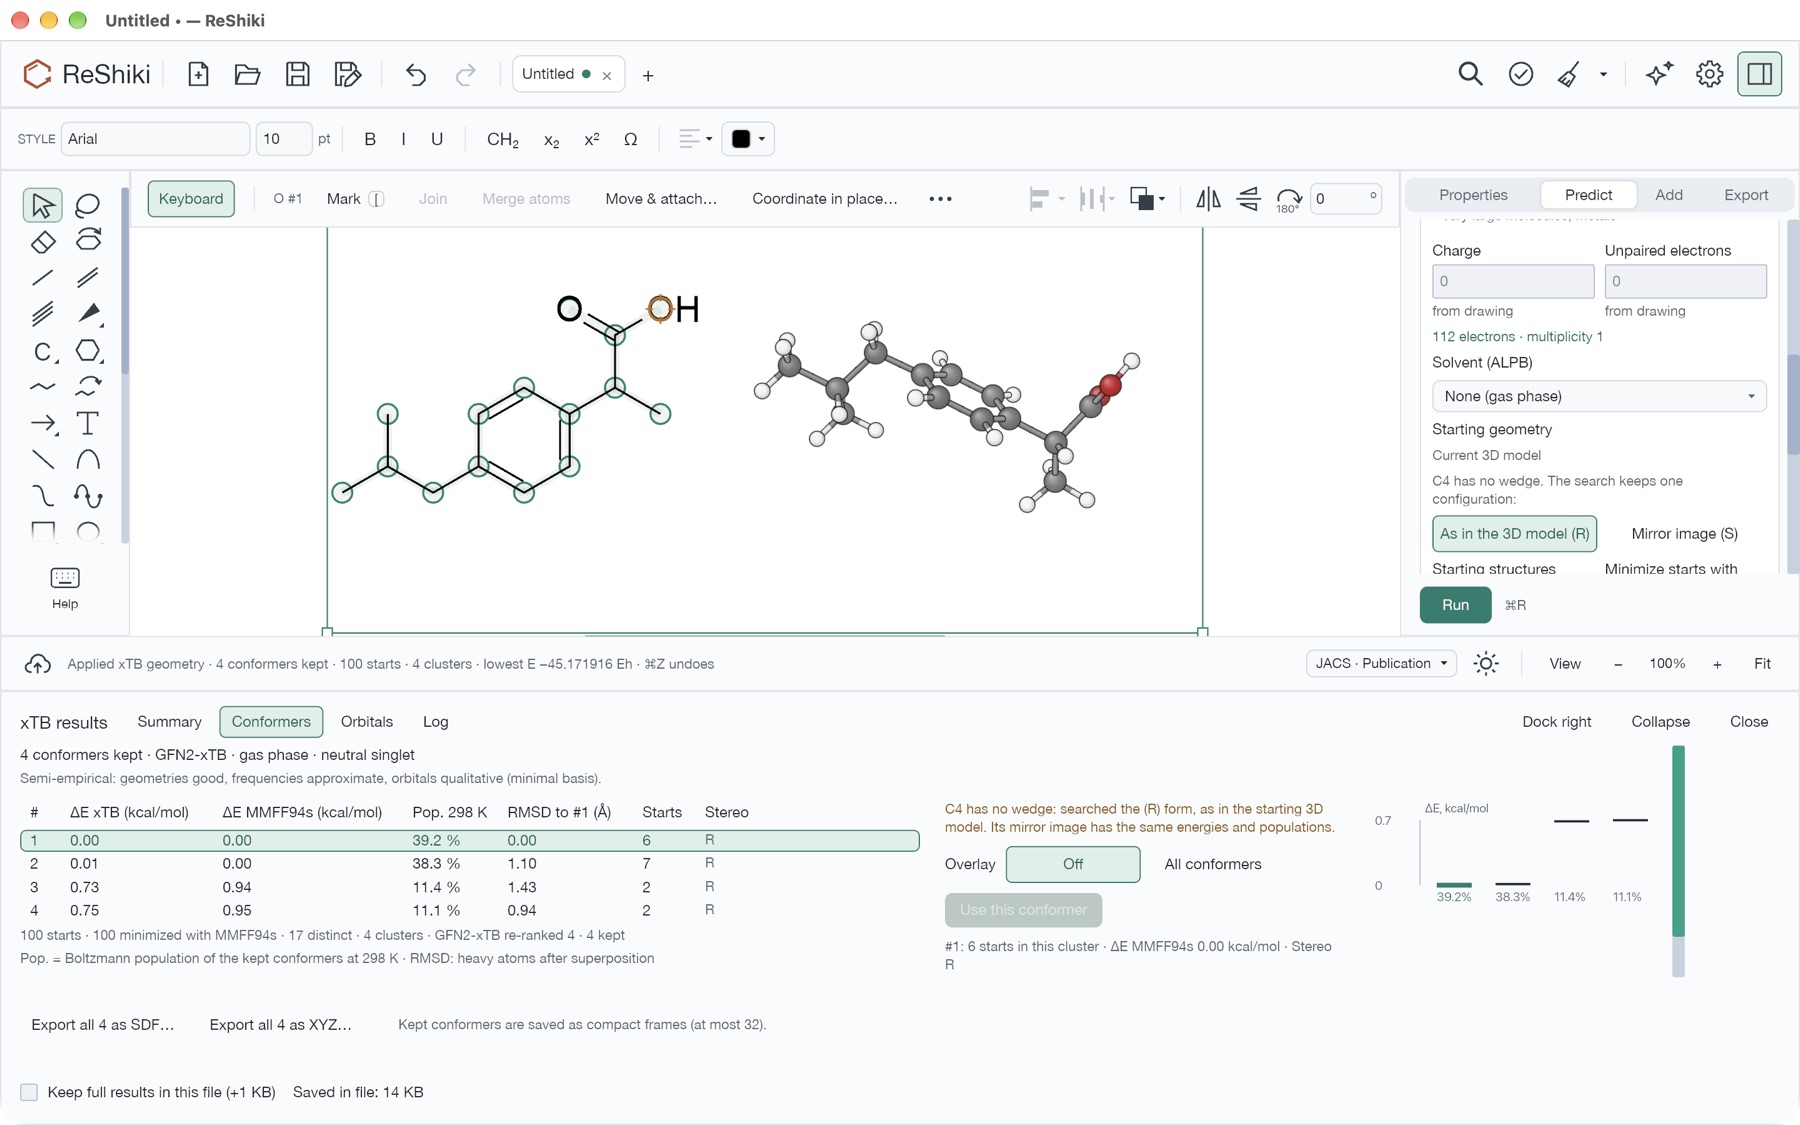 Untitled • — ReShiki
ReShiki
Untitled
STYLE Arial 10 pt B I U CH₂ x₂ x² Ω
Keyboard O #1 Mark [ Join Merge atoms Move & attach… Coordinate in place… ••• 180° 0 °
Properties Predict Add Export
Charge Unpaired electrons
0 0
from drawing from drawing
112 electrons · multiplicity 1
Solvent (ALPB)
None (gas phase)
Starting geometry
Current 3D model
C4 has no wedge. The search keeps one
configuration:
As in the 3D model (R) Mirror image (S)
Starting structures Minimize starts with
Run ⌘R
C T
Help
O OH
Applied xTB geometry · 4 conformers kept · 100 starts · 4 clusters · lowest E −45.171916 Eh · ⌘Z undoes
JACS · Publication View − 100% + Fit
xTB results Summary Conformers Orbitals Log Dock right Collapse Close
4 conformers kept · GFN2-xTB · gas phase · neutral singlet
Semi-empirical: geometries good, frequencies approximate, orbitals qualitative (minimal basis).
# ΔE xTB (kcal/mol) ΔE MMFF94s (kcal/mol) Pop. 298 K RMSD to #1 (Å) Starts Stereo
1 0.00 0.00 39.2 % 0.00 6 R
2 0.01 0.00 38.3 % 1.10 7 R
3 0.73 0.94 11.4 % 1.43 2 R
4 0.75 0.95 11.1 % 0.94 2 R
100 starts · 100 minimized with MMFF94s · 17 distinct · 4 clusters · GFN2-xTB re-ranked 4 · 4 kept
Pop. = Boltzmann population of the kept conformers at 298 K · RMSD: heavy atoms after superposition
C4 has no wedge: searched the (R) form, as in the starting 3D
model. Its mirror image has the same energies and populations.
Overlay Off All conformers
Use this conformer
#1: 6 starts in this cluster · ΔE MMFF94s 0.00 kcal/mol · Stereo
R
ΔE, kcal/mol
0.7
0
39.2% 38.3% 11.4% 11.1%
Export all 4 as SDF… Export all 4 as XYZ… Kept conformers are saved as compact frames (at most 32).
Keep full results in this file (+1 KB) Saved in file: 14 KB